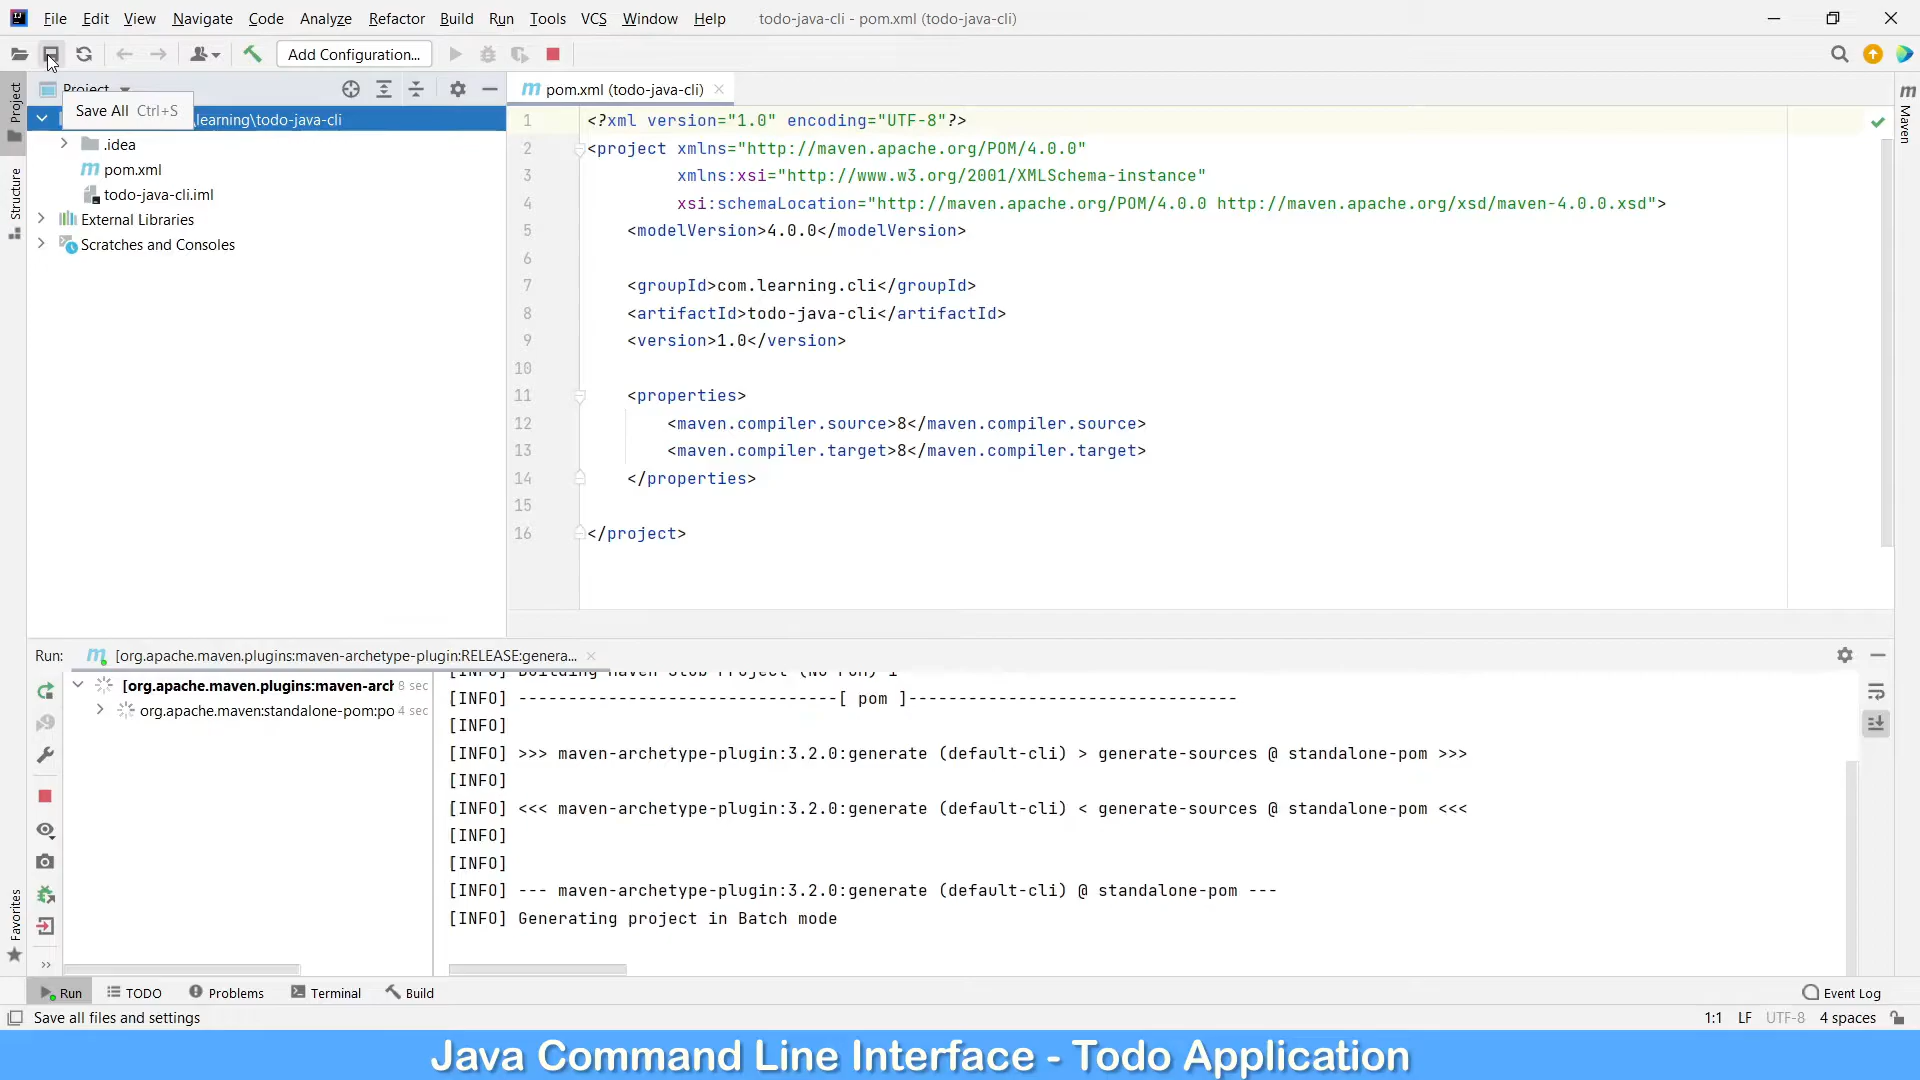 File Edit View Navigate Code Analyze Refactor Build Run Tools VCS Window Help todo-java-cli - pom.xml (todo-java-cli)
Add Configuration...
Project
Save All Ctrl+S
learning\todo-java-cli
.idea
pom.xml
todo-java-cli.iml
External Libraries
Scratches and Consoles
Project
Structure
Favorites
Maven
pom.xml (todo-java-cli)
1 <?xml version="1.0" encoding="UTF-8"?>
2 <project xmlns="http://maven.apache.org/POM/4.0.0"
3 xmlns:xsi="http://www.w3.org/2001/XMLSchema-instance"
4 xsi:schemaLocation="http://maven.apache.org/POM/4.0.0 http://maven.apache.org/xsd/maven-4.0.0.xsd">
5 <modelVersion>4.0.0</modelVersion>
6
7 <groupId>com.learning.cli</groupId>
8 <artifactId>todo-java-cli</artifactId>
9 <version>1.0</version>
10
11 <properties>
12 <maven.compiler.source>8</maven.compiler.source>
13 <maven.compiler.target>8</maven.compiler.target>
14 </properties>
15
16 </project>
Run: [org.apache.maven.plugins:maven-archetype-plugin:RELEASE:genera...
[org.apache.maven.plugins:maven-arch 8 sec
org.apache.maven:standalone-pom:po 4 sec
[INFO] Building Maven Stub Project (No POM) 1
[INFO] --------------------------------[ pom ]---------------------------------
[INFO]
[INFO] >>> maven-archetype-plugin:3.2.0:generate (default-cli) > generate-sources @ standalone-pom >>>
[INFO]
[INFO] <<< maven-archetype-plugin:3.2.0:generate (default-cli) < generate-sources @ standalone-pom <<<
[INFO]
[INFO]
[INFO] --- maven-archetype-plugin:3.2.0:generate (default-cli) @ standalone-pom ---
[INFO] Generating project in Batch mode
Run TODO Problems Terminal Build Event Log
Save all files and settings 1:1 LF UTF-8 4 spaces
Java Command Line Interface - Todo Application